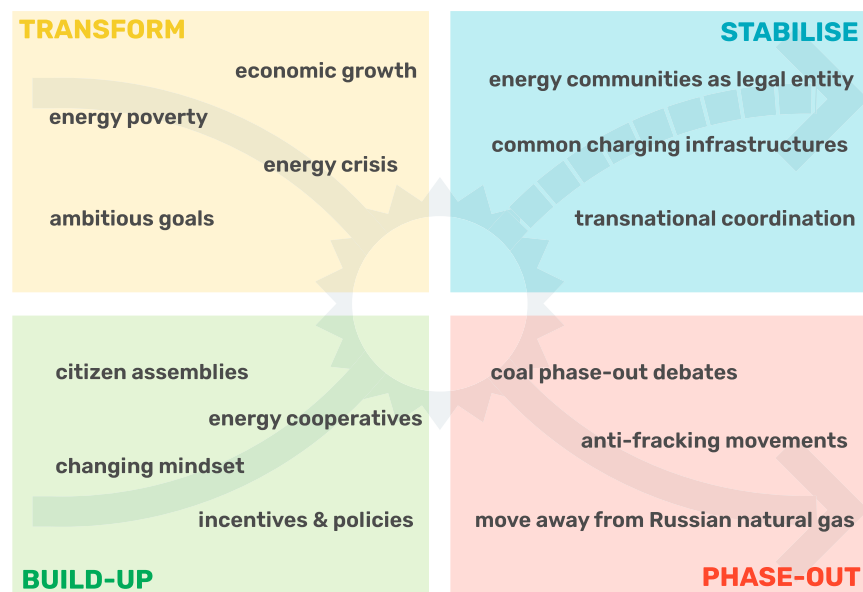 TRANSFORM
economic growth
energy poverty
energy crisis
ambitious goals
STABILISE
energy communities as legal entity
common charging infrastructures
transnational coordination
citizen assemblies
energy cooperatives
changing mindset
incentives & policies
BUILD-UP
coal phase-out debates
anti-fracking movements
move away from Russian natural gas
PHASE-OUT